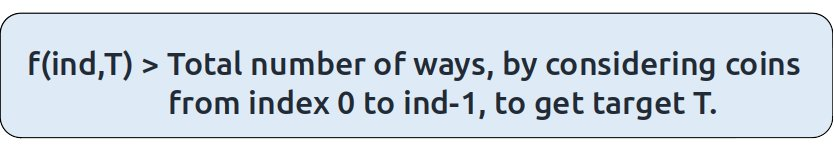 f(ind,T) > Total number of ways, by considering coins
from index 0 to ind-1, to get target T.